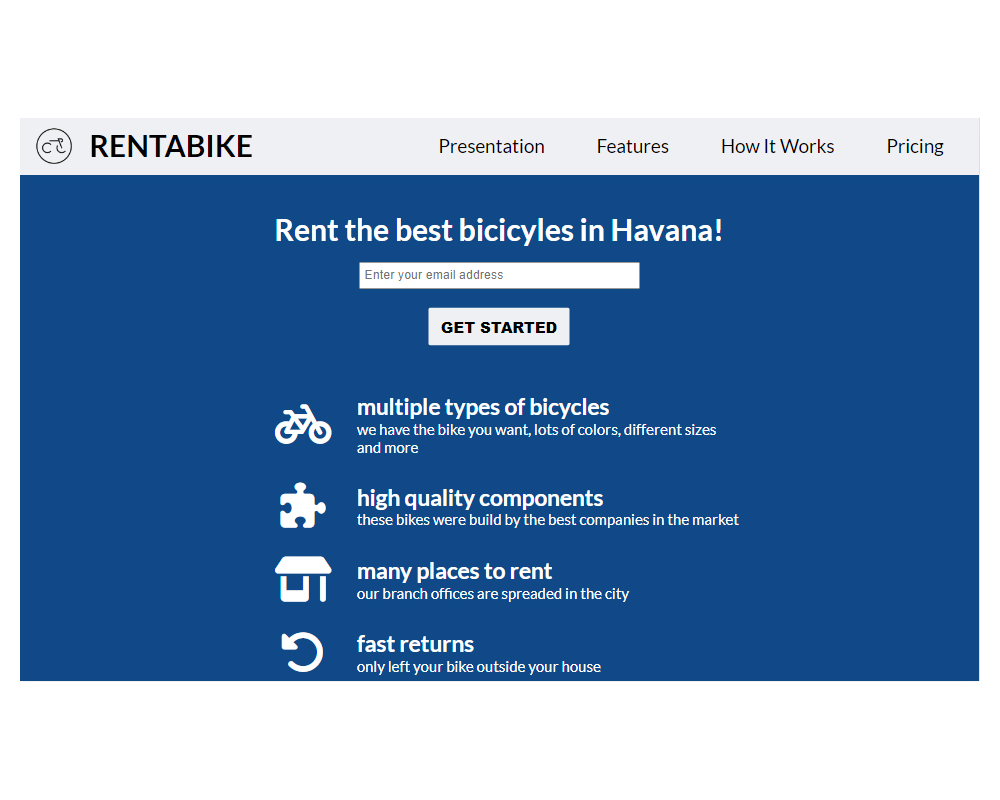 RENTABIKE
Presentation
Features
How It Works
Pricing
Rent the best bicicyles in Havana!
Enter your email address
GET STARTED
multiple types of bicycles
we have the bike you want, lots of colors, different sizes
and more
high quality components
these bikes were build by the best companies in the market
many places to rent
our branch offices are spreaded in the city
fast returns
only left your bike outside your house